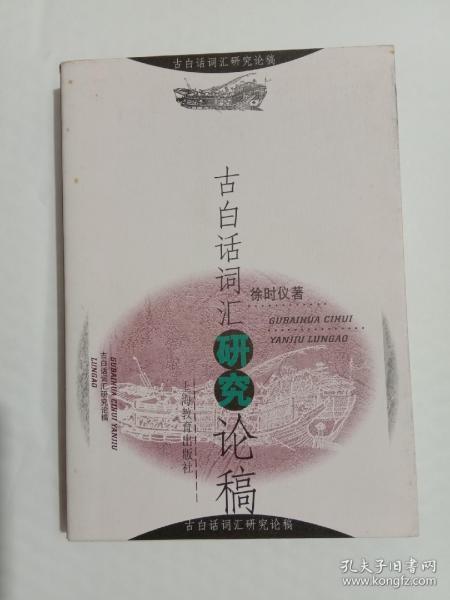 古白话词汇研究论稿
古白话词汇研究论稿
徐时仪著
GUBAIHUA CIHUI
YANJIU LUNGAO
上海教育出版社
GUBAIHUA CIHUI YANJIU
LUNGAO
古白话词汇研究论稿
古白话词汇研究论稿
孔夫子旧书网
www.kongfz.com